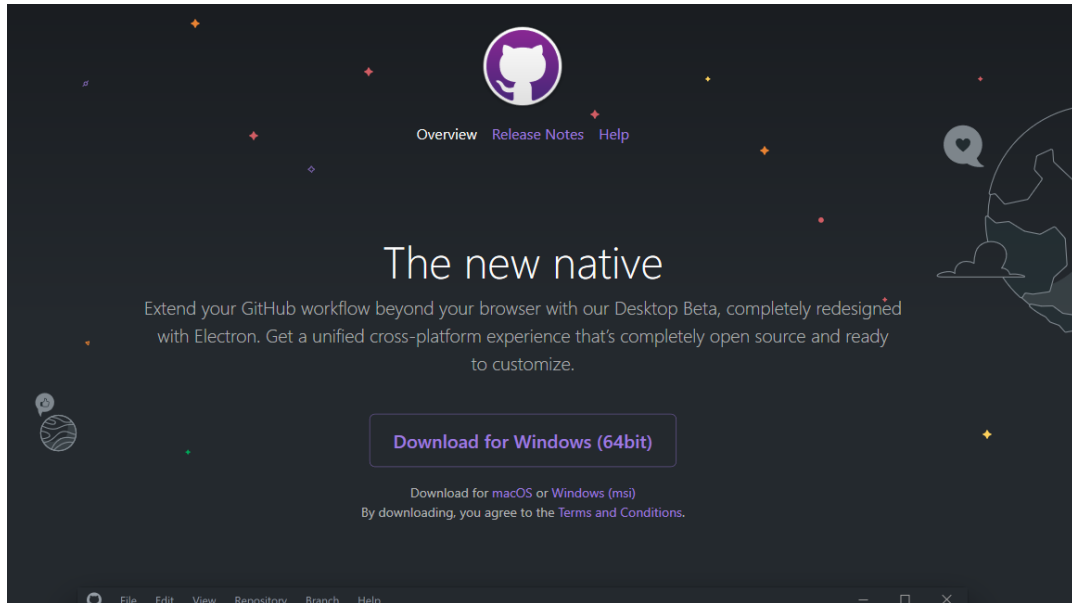 Overview Release Notes Help
The new native
Extend your GitHub workflow beyond your browser with our Desktop Beta, completely redesigned
with Electron. Get a unified cross-platform experience that's completely open source and ready
to customize.
Download for Windows (64bit)
Download for macOS or Windows (msi)
By downloading, you agree to the Terms and Conditions.
File Edit View Repository Branch Help